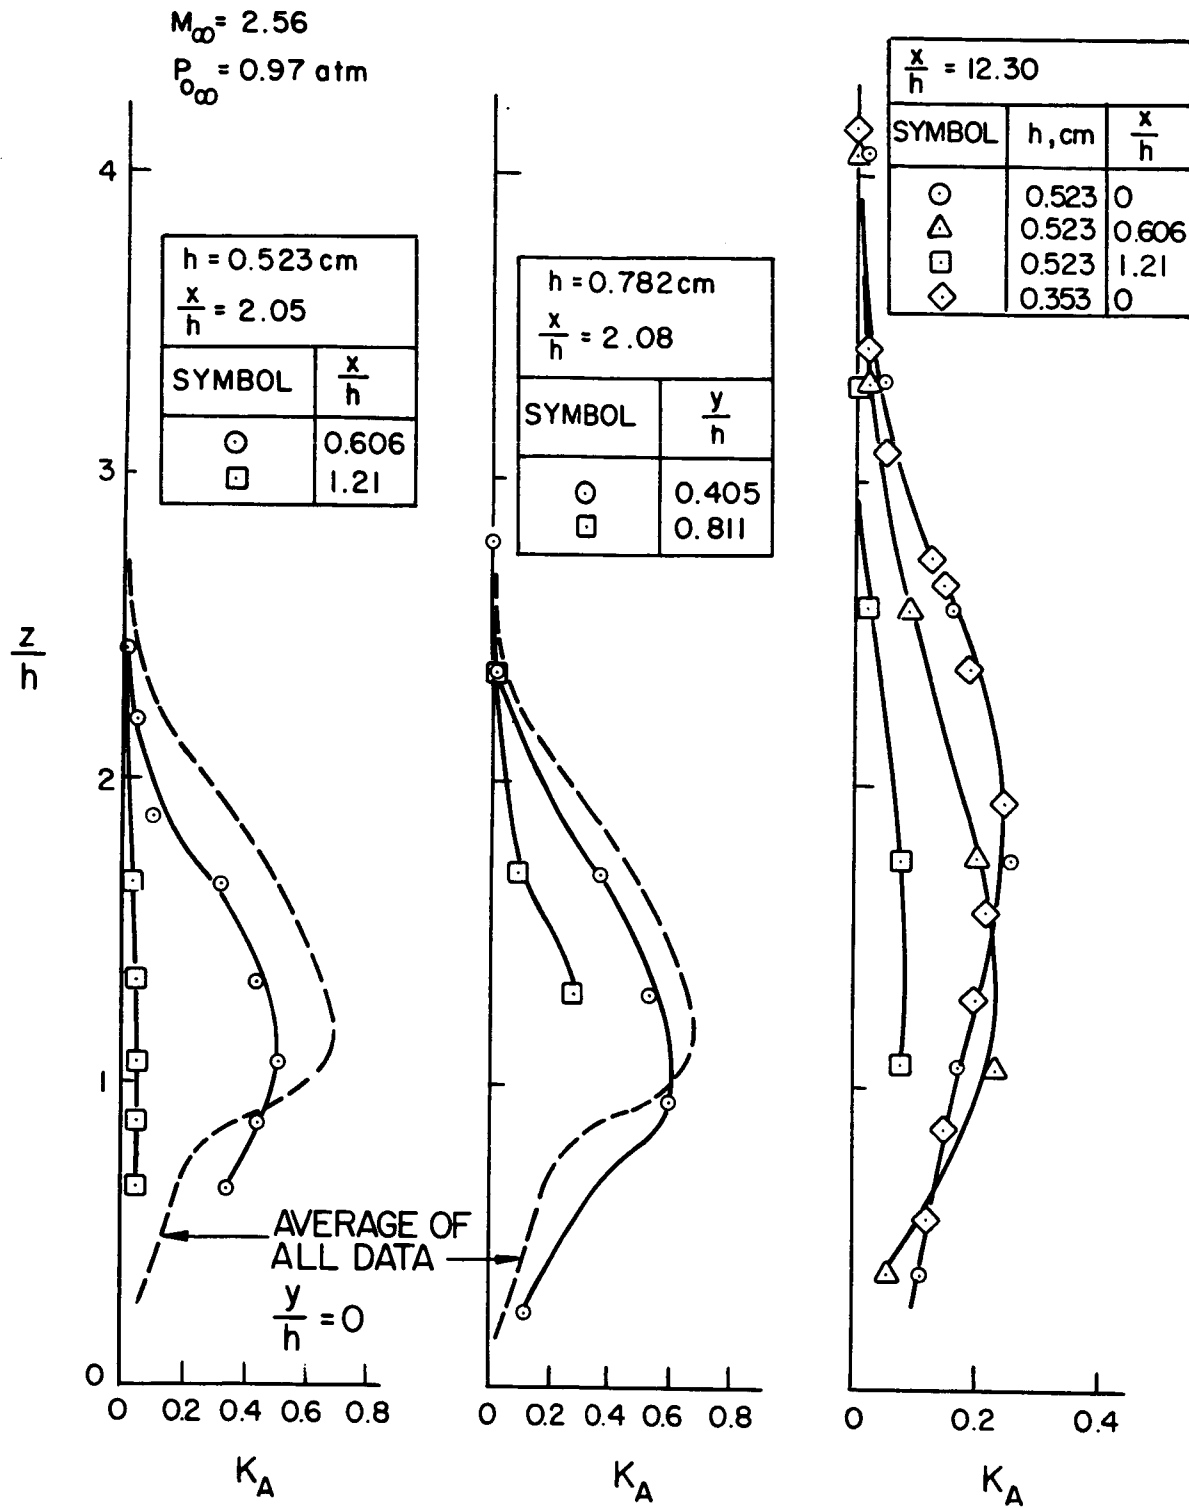 M∞ = 2.56
P₀∞ = 0.97 atm
h = 0.523 cm
x/h = 2.05
SYMBOL x/h
⊙ 0.606
⊡ 1.21
h = 0.782 cm
x/h = 2.08
SYMBOL y/h
⊙ 0.405
⊡ 0.811
x/h = 12.30
SYMBOL h, cm x/h
⊙ 0.523 0
△ 0.523 0.606
⊡ 0.523 1.21
◇ 0.353 0
z/h
4
3
2
1
0
AVERAGE OF
ALL DATA
y/h = 0
0 0.2 0.4 0.6 0.8
K_A
0 0.2 0.4 0.6 0.8
K_A
0 0.2 0.4
K_A